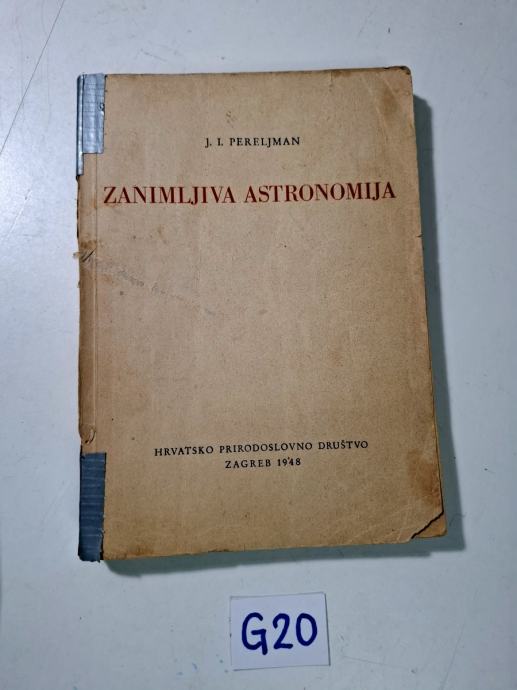 J. I. PERELJMAN
ZANIMLJIVA ASTRONOMIJA
HRVATSKO PRIRODOSLOVNO DRUŠTVO
ZAGREB 1948
G20